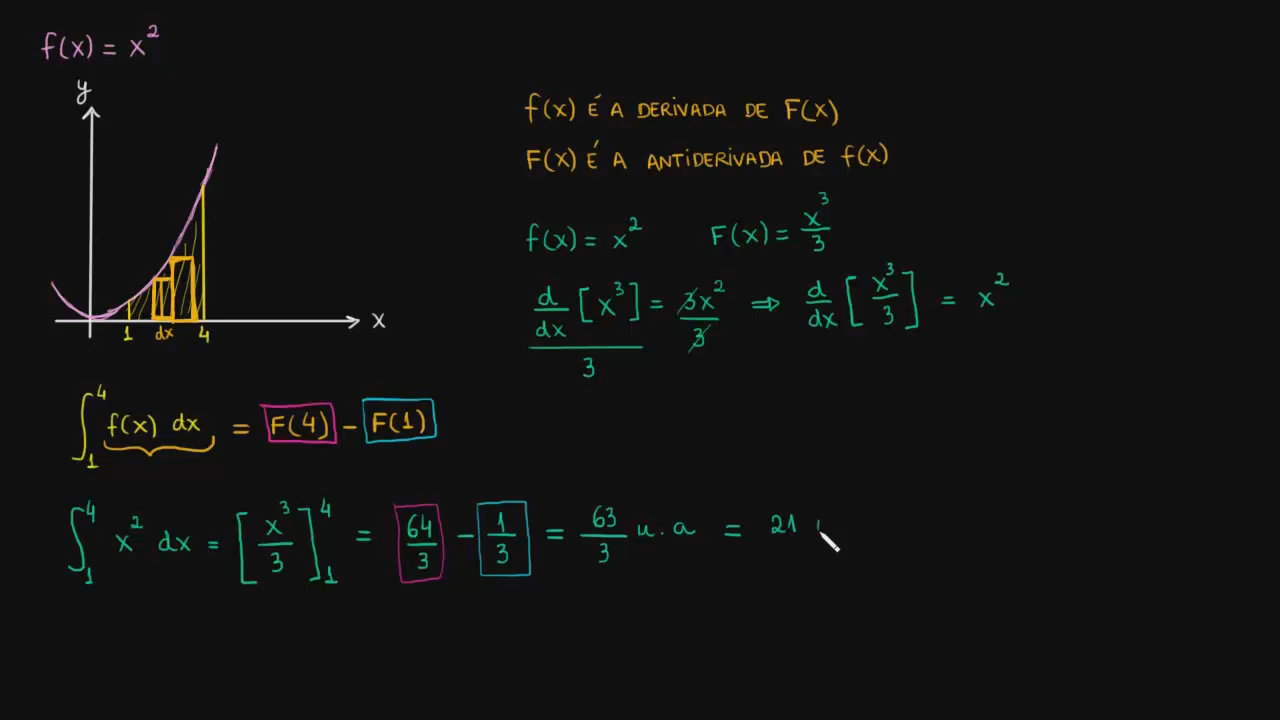 f(x) = x²
y
x
1 dx 4
f(x) É A DERIVADA DE F(X)
F(X) É A ANTIDERIVADA DE f(X)
f(x) = x² F(x) = x³/3
d/dx [x³] / 3 = 3x²/3 ⇒ d/dx [x³/3] = x²
∫₁⁴ f(x) dx = F(4) - F(1)
∫₁⁴ x² dx = [x³/3]₁⁴ = 64/3 - 1/3 = 63/3 u.a = 21